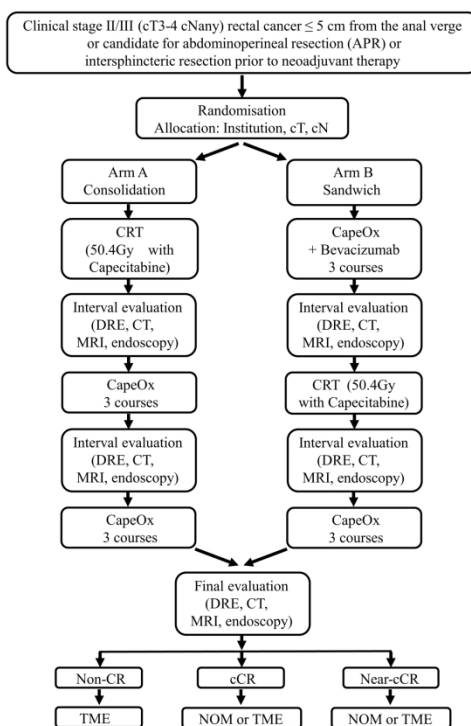 Clinical stage II/III (cT3-4 cNany) rectal cancer ≤ 5 cm from the anal verge
or candidate for abdominoperineal resection (APR) or
intersphincteric resection prior to neoadjuvant therapy
Randomisation
Allocation: Institution, cT, cN
Arm A
Consolidation
Arm B
Sandwich
CRT
(50.4Gy with
Capecitabine)
CapeOx
+ Bevacizumab
3 courses
Interval evaluation
(DRE, CT,
MRI, endoscopy)
Interval evaluation
(DRE, CT,
MRI, endoscopy)
CapeOx
3 courses
CRT (50.4Gy
with Capecitabine)
Interval evaluation
(DRE, CT,
MRI, endoscopy)
Interval evaluation
(DRE, CT,
MRI, endoscopy)
CapeOx
3 courses
CapeOx
3 courses
Final evaluation
(DRE, CT,
MRI, endoscopy)
Non-CR
cCR
Near-cCR
TME
NOM or TME
NOM or TME